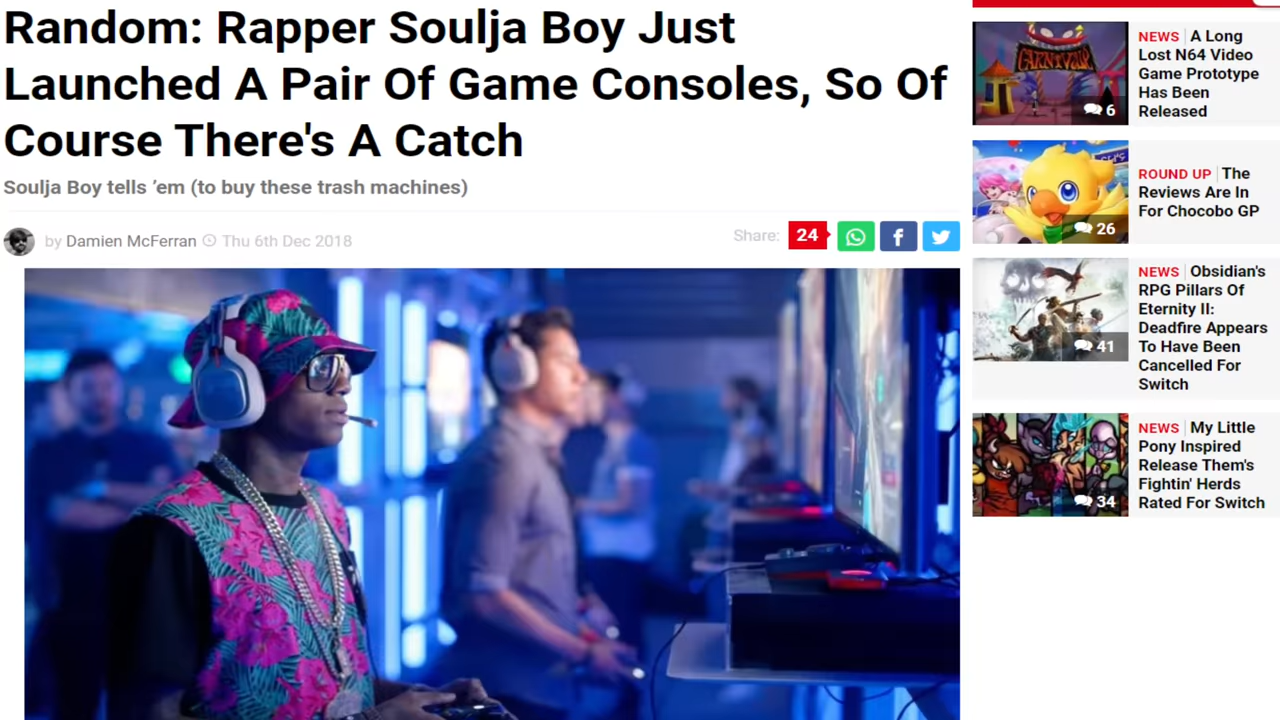 Random: Rapper Soulja Boy Just
Launched A Pair Of Game Consoles, So Of
Course There's A Catch
Soulja Boy tells 'em (to buy these trash machines)
by Damien McFerran Thu 6th Dec 2018
Share: 24
NEWS A Long
Lost N64 Video
Game Prototype
Has Been
Released
6
ROUND UP The
Reviews Are In
For Chocobo GP
26
NEWS Obsidian's
RPG Pillars Of
Eternity II:
Deadfire Appears
To Have Been
Cancelled For
Switch
41
NEWS My Little
Pony Inspired
Release Them's
Fightin' Herds
Rated For Switch
34